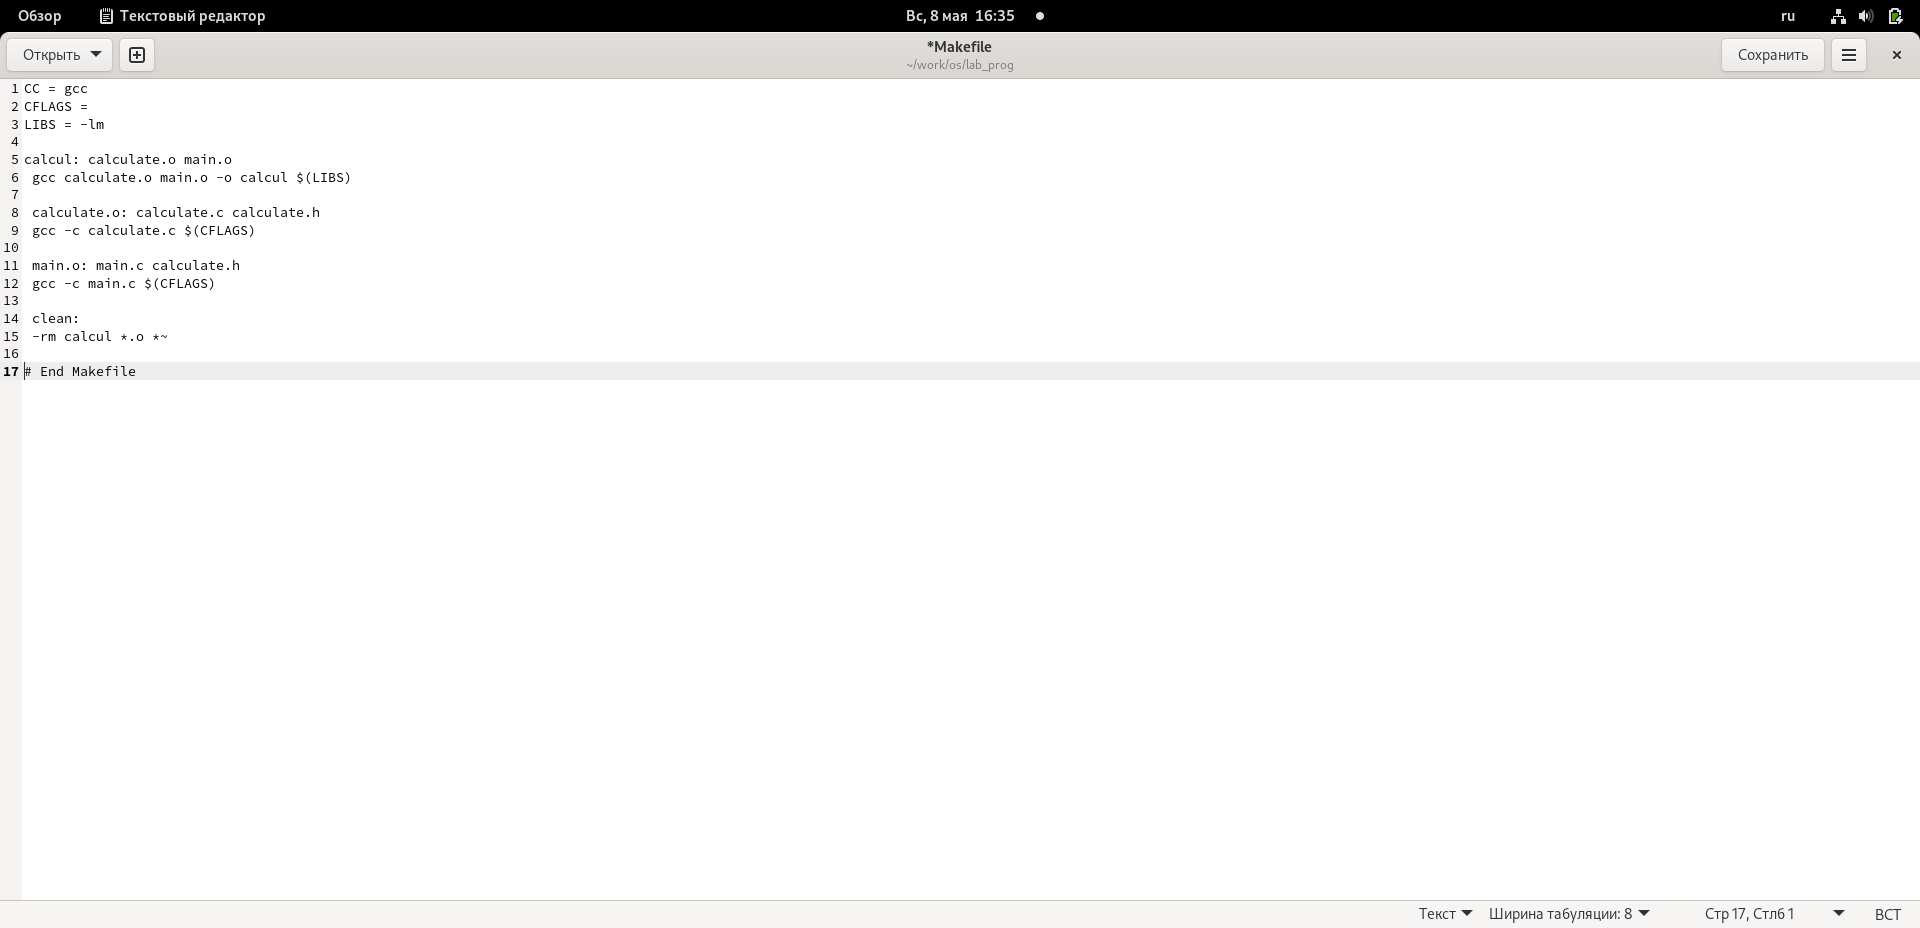 Обзор Текстовый редактор Вс, 8 мая 16:35 ru
Открыть *Makefile Сохранить
~/work/os/lab_prog
1 CC = gcc
2 CFLAGS =
3 LIBS = -lm
4
5 calcul: calculate.o main.o
6  gcc calculate.o main.o -o calcul $(LIBS)
7
8  calculate.o: calculate.c calculate.h
9  gcc -c calculate.c $(CFLAGS)
10
11  main.o: main.c calculate.h
12  gcc -c main.c $(CFLAGS)
13
14  clean:
15  -rm calcul *.o *~
16
17 # End Makefile
Текст Ширина табуляции: 8 Стр 17, Стлб 1 ВСТ